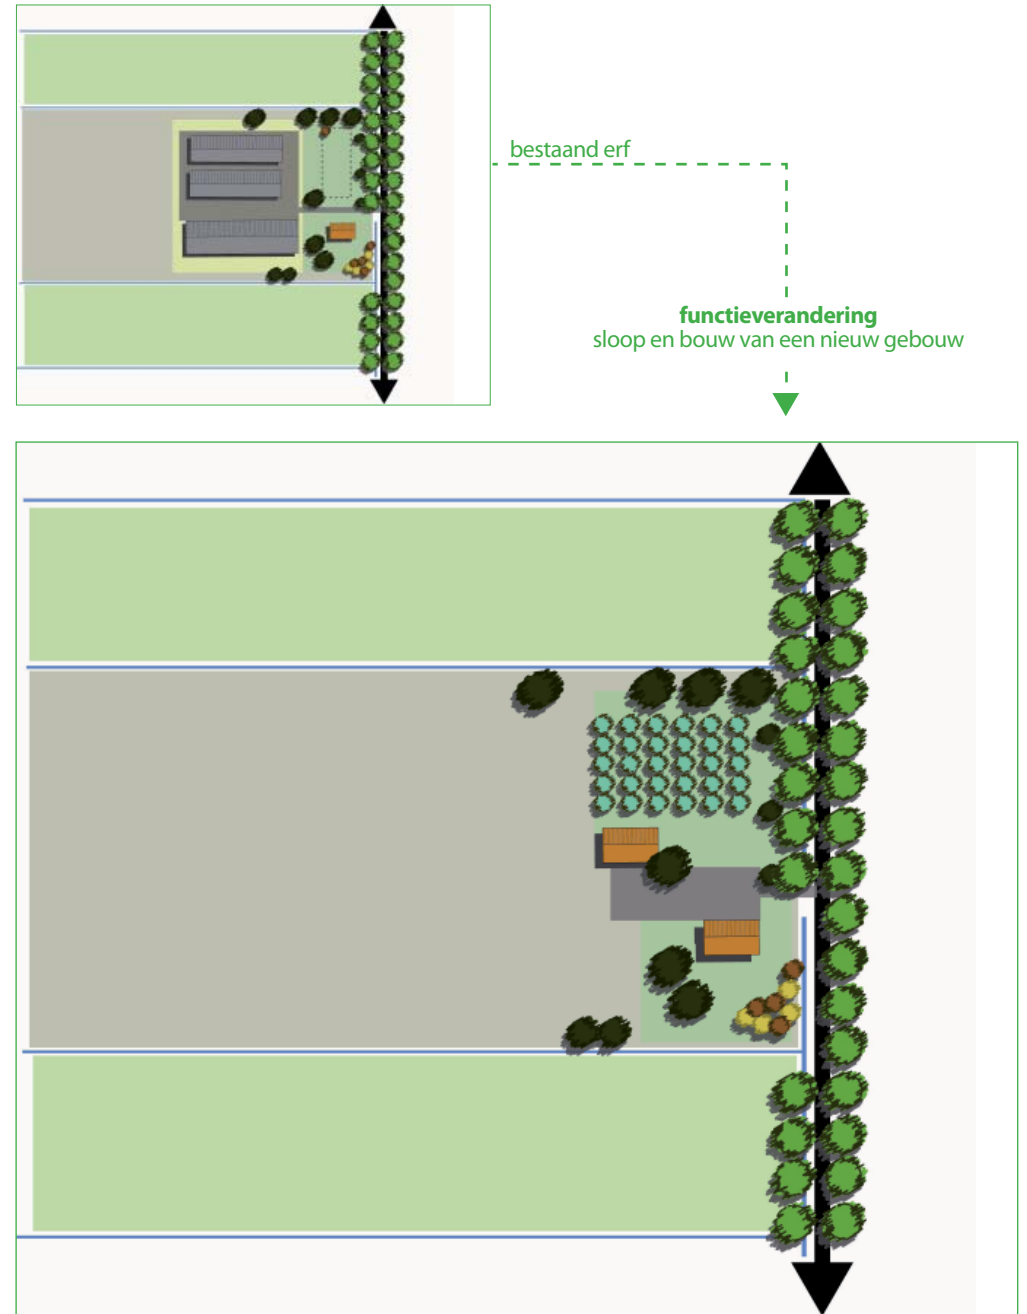 bestaand erf
functieverandering
sloop en bouw van een nieuw gebouw